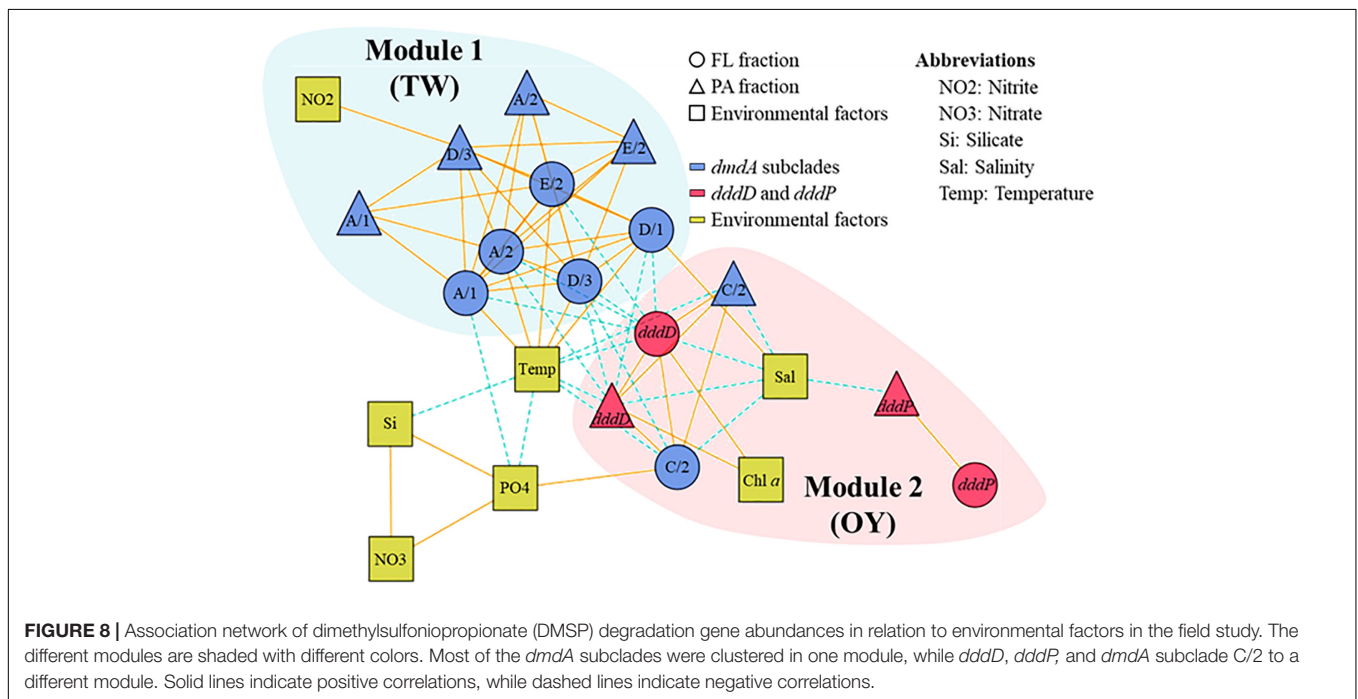 Module 1
(TW)
NO2
A/2
D/3
E/2
E/2
A/1
D/1
A/2
D/3
A/1
C/2
dddD
Temp
Sal
dddD
dddP
Si
C/2
Chl a
PO4
dddP
Module 2
(OY)
NO3
FL fraction
PA fraction
Environmental factors
dmdA subclades
dddD and dddP
Environmental factors
Abbreviations
NO2: Nitrite
NO3: Nitrate
Si: Silicate
Sal: Salinity
Temp: Temperature
FIGURE 8 | Association network of dimethylsulfoniopropionate (DMSP) degradation gene abundances in relation to environmental factors in the field study. The
different modules are shaded with different colors. Most of the dmdA subclades were clustered in one module, while dddD, dddP, and dmdA subclade C/2 to a
different module. Solid lines indicate positive correlations, while dashed lines indicate negative correlations.